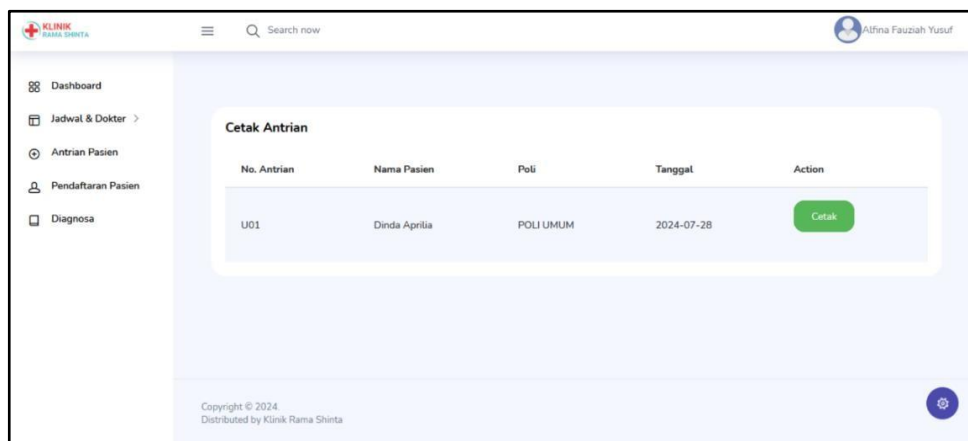 KLINIK
RAMA SHINTA
Search now
Alfina Fauziah Yusuf
Dashboard
Jadwal & Dokter
Antrian Pasien
Pendaftaran Pasien
Diagnosa
Cetak Antrian
No. Antrian Nama Pasien Poli Tanggal Action
U01 Dinda Aprilia POLI UMUM 2024-07-28 Cetak
Copyright © 2024.
Distributed by Klinik Rama Shinta